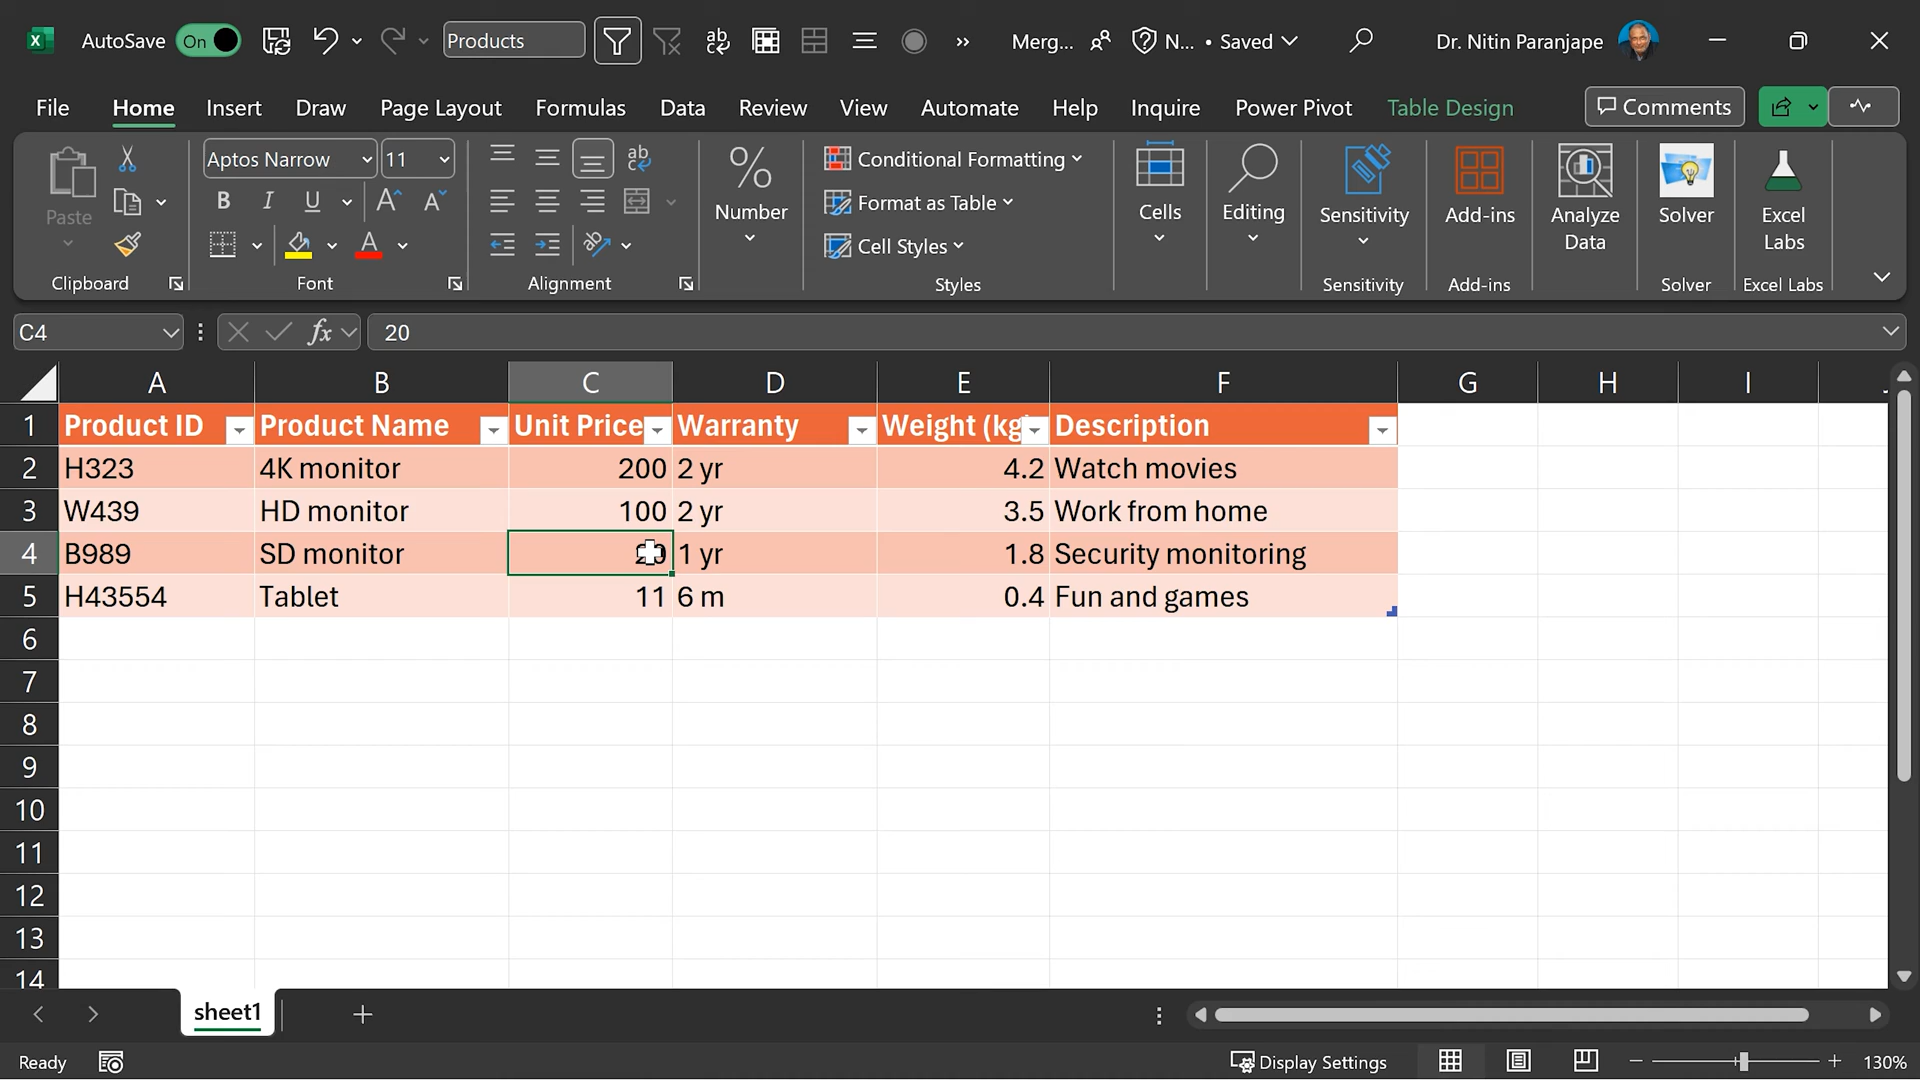 AutoSave On Products Merg... N... • Saved Dr. Nitin Paranjape
File Home Insert Draw Page Layout Formulas Data Review View Automate Help Inquire Power Pivot Table Design Comments
Paste
Clipboard
Aptos Narrow 11
B I U A A
A
Font
ab c
Alignment
% Number
Conditional Formatting
Format as Table
Cell Styles
Styles
Cells
Editing
Sensitivity
Sensitivity
Add-ins
Add-ins
Analyze
Data
Solver
Solver
Excel
Labs
Excel Labs
C4 fx 20
A B C D E F G H I
1 Product ID Product Name Unit Price Warranty Weight (kg Description
2 H323 4K monitor 200 2 yr 4.2 Watch movies
3 W439 HD monitor 100 2 yr 3.5 Work from home
4 B989 SD monitor 20 1 yr 1.8 Security monitoring
5 H43554 Tablet 11 6 m 0.4 Fun and games
6
7
8
9
10
11
12
13
14
sheet1
Ready Display Settings 130%